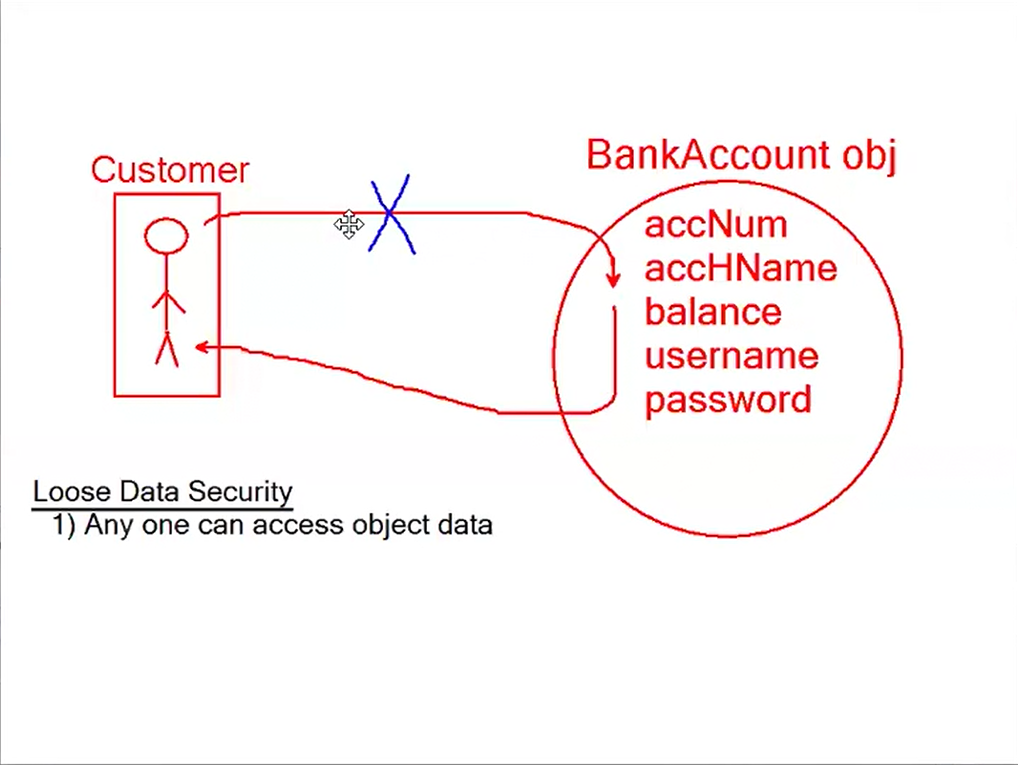 Customer
BankAccount obj
accNum
accHName
balance
username
password
Loose Data Security
1) Any one can access object data